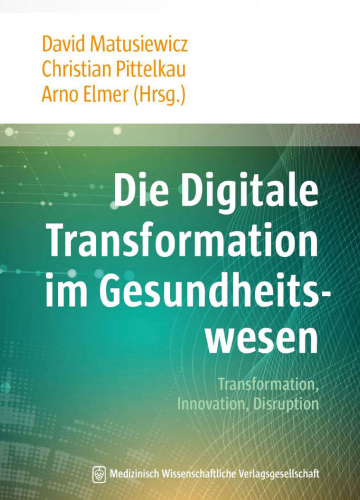 David Matusiewicz
Christian Pittelkau
Arno Elmer (Hrsg.)
Die Digitale
Transformation
im Gesundheits-
wesen
Transformation,
Innovation, Disruption
Medizinisch Wissenschaftliche Verlagsgesellschaft